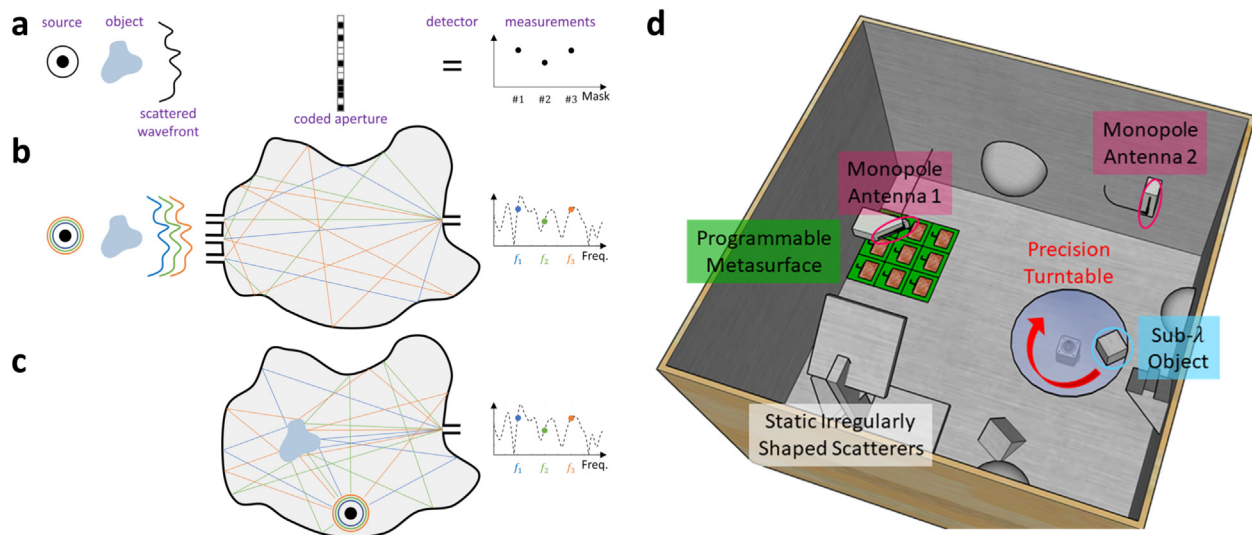 a
source
object
detector
measurements
=
#1 #2 #3 Mask
scattered
wavefront
coded aperture
b
f₁ f₂ f₃ Freq.
c
f₁ f₂ f₃ Freq.
d
Monopole
Antenna 2
Monopole
Antenna 1
Programmable
Metasurface
Precision
Turntable
Sub-λ
Object
Static Irregularly
Shaped Scatterers